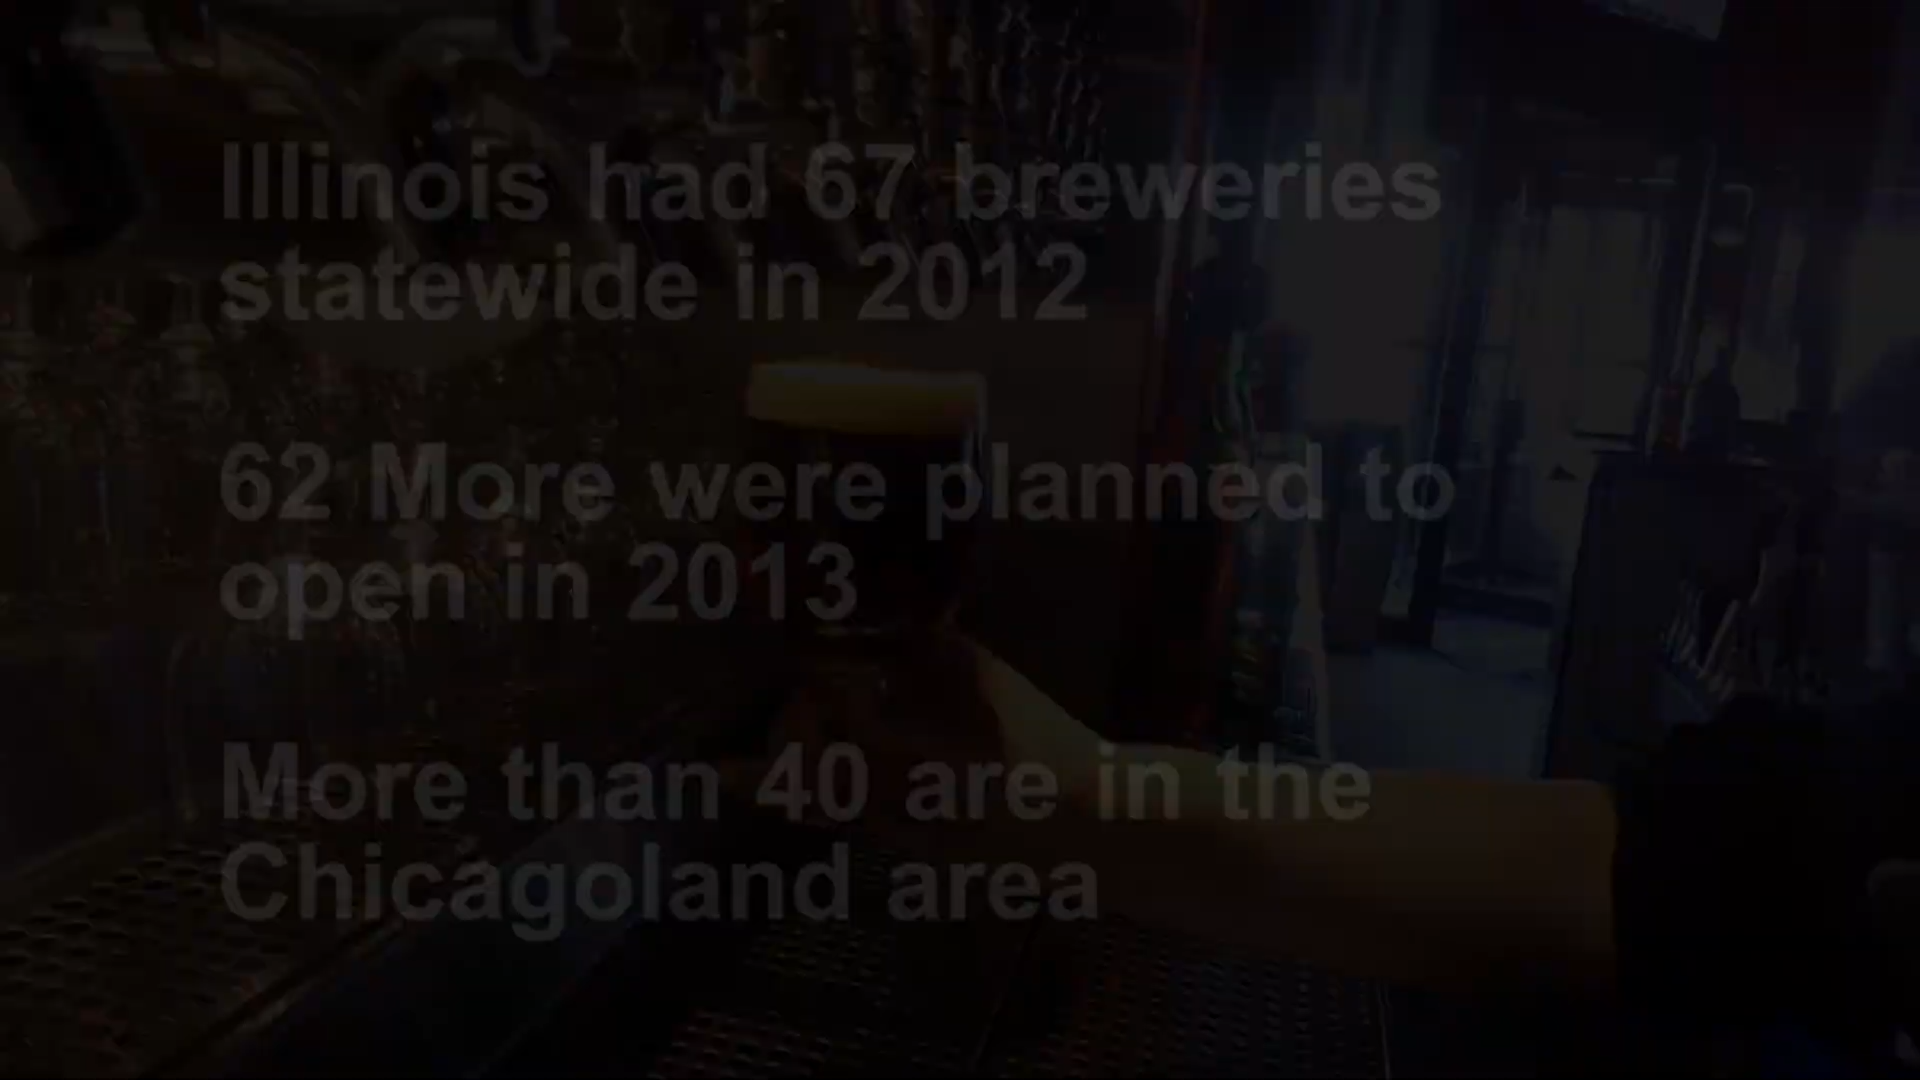 Illinois had 67 breweries
statewide in 2012
62 More were planned to
open in 2013
More than 40 are in the
Chicagoland area